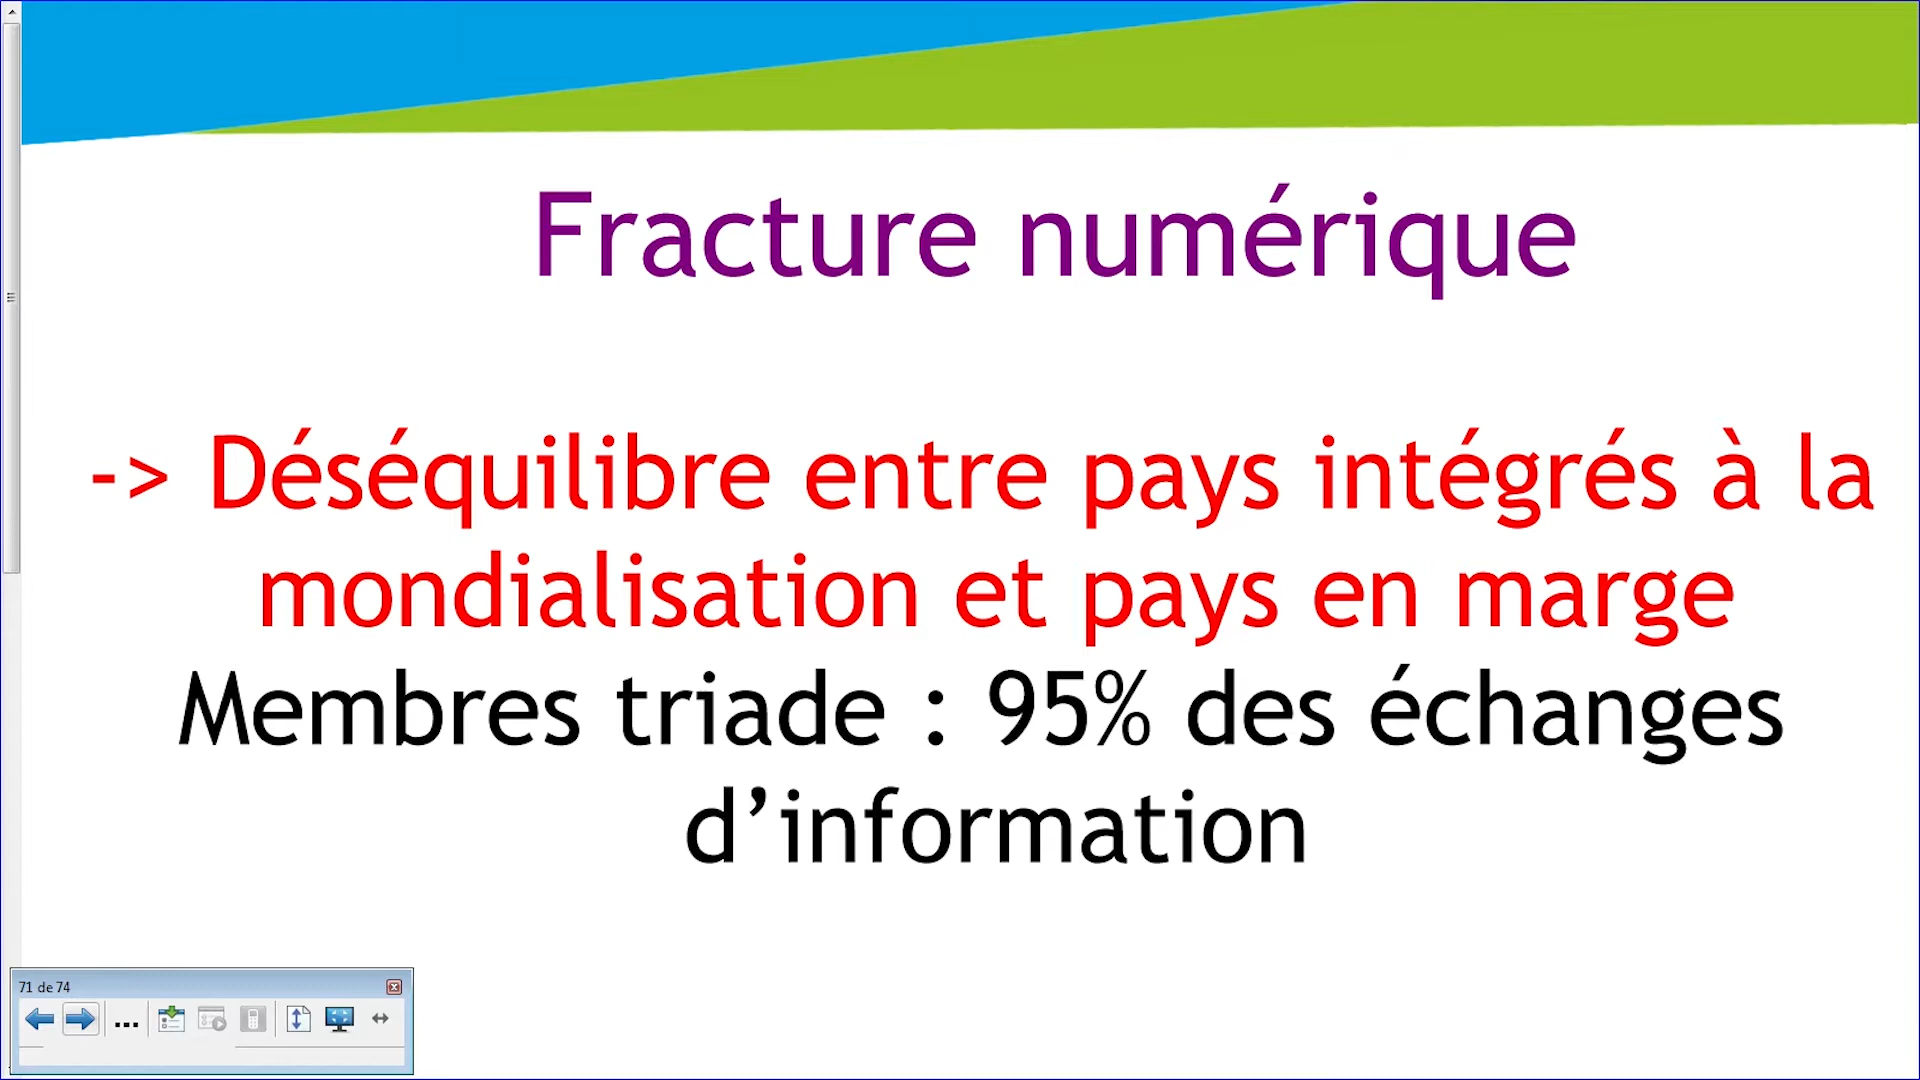 Fracture numérique
-> Déséquilibre entre pays intégrés à la
mondialisation et pays en marge
Membres triade : 95% des échanges
d’information
71 de 74